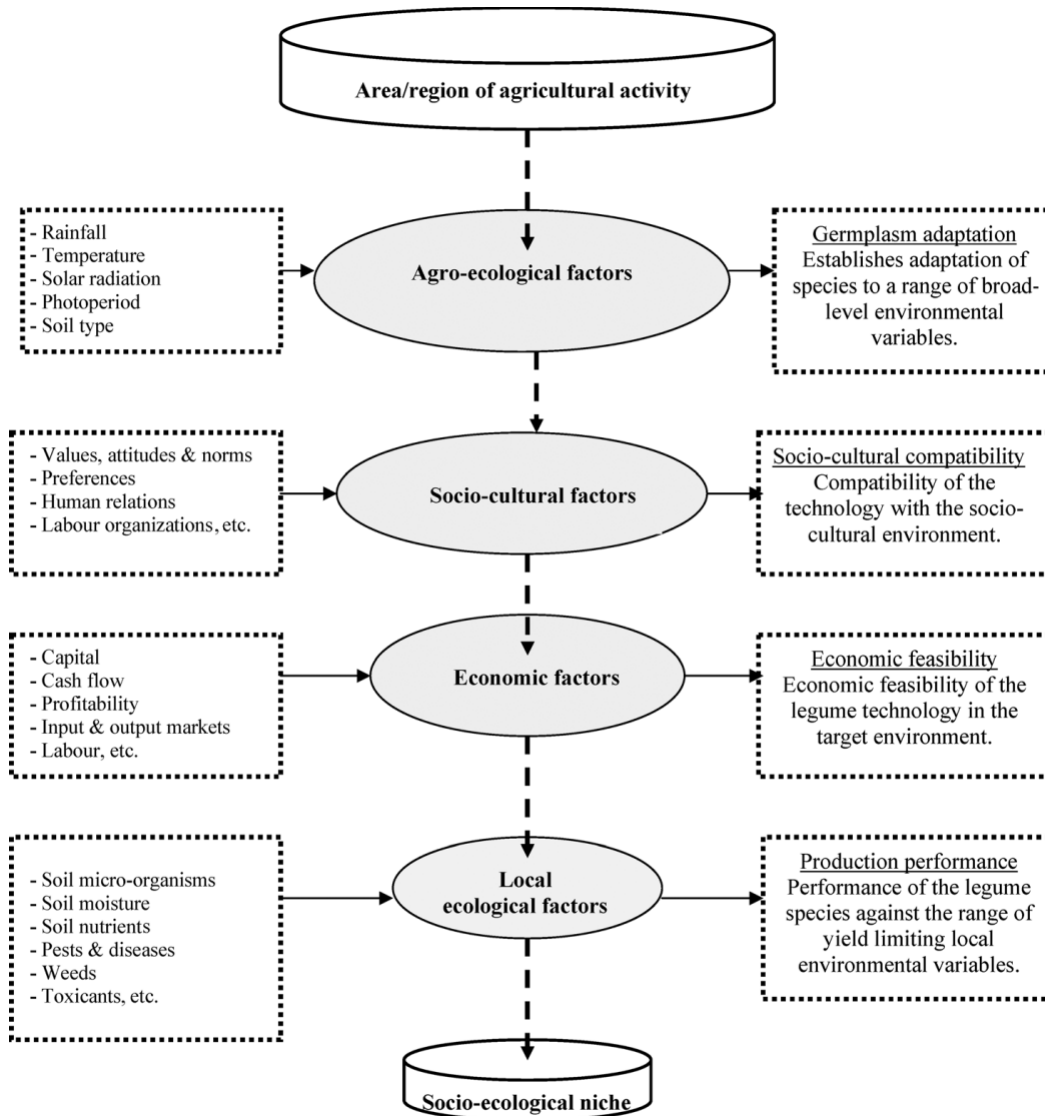 Area/region of agricultural activity
- Rainfall
- Temperature
- Solar radiation
- Photoperiod
- Soil type
Agro-ecological factors
Germplasm adaptation
Establishes adaptation of
species to a range of broad-
level environmental
variables.
- Values, attitudes & norms
- Preferences
- Human relations
- Labour organizations, etc.
Socio-cultural factors
Socio-cultural compatibility
Compatibility of the
technology with the socio-
cultural environment.
- Capital
- Cash flow
- Profitability
- Input & output markets
- Labour, etc.
Economic factors
Economic feasibility
Economic feasibility of the
legume technology in the
target environment.
- Soil micro-organisms
- Soil moisture
- Soil nutrients
- Pests & diseases
- Weeds
- Toxicants, etc.
Local
ecological factors
Production performance
Performance of the legume
species against the range of
yield limiting local
environmental variables.
Socio-ecological niche